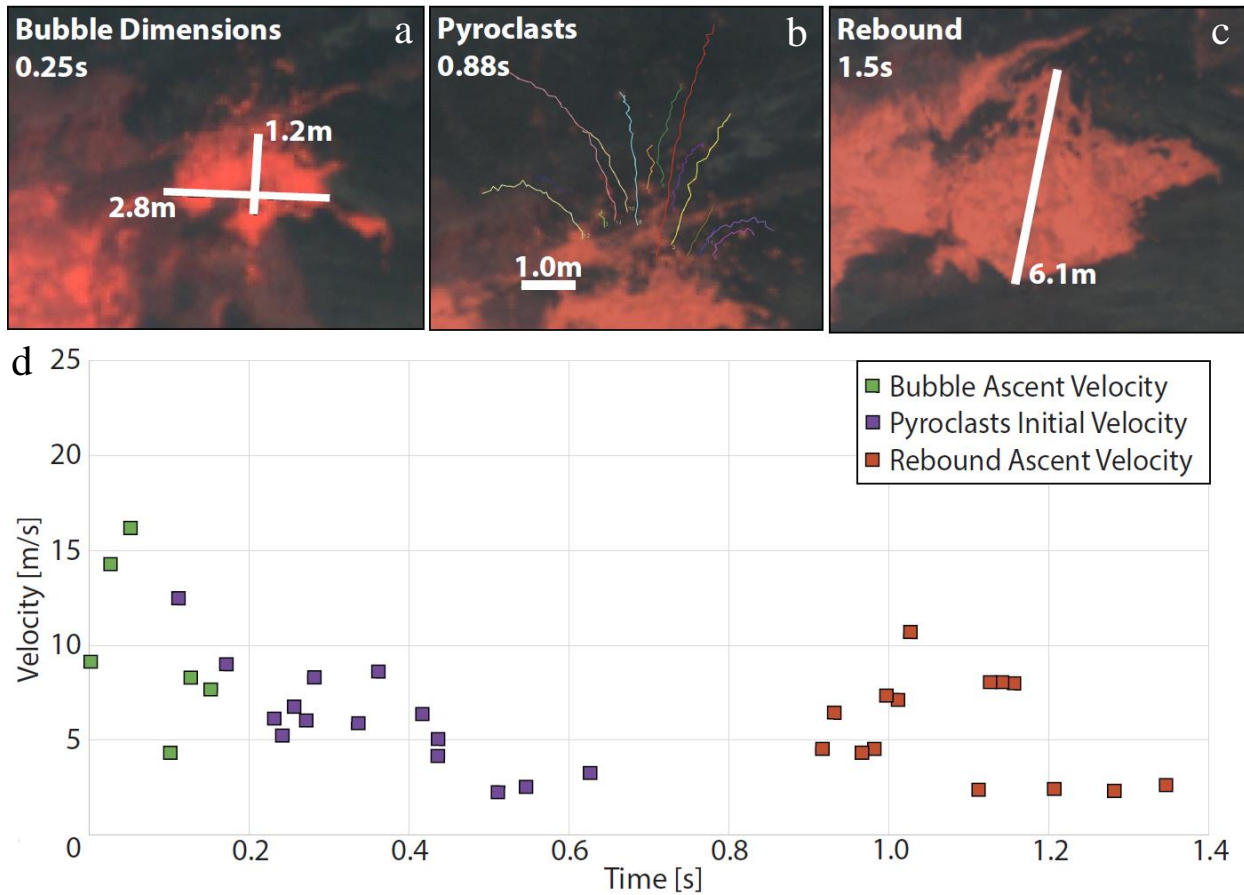 Bubble Dimensions
0.25s
a
1.2m
2.8m
Pyroclasts
0.88s
b
1.0m
Rebound
1.5s
c
6.1m
d
25
20
15
10
5
0
Velocity [m/s]
Bubble Ascent Velocity
Pyroclasts Initial Velocity
Rebound Ascent Velocity
0.2
0.4
0.6
0.8
1.0
1.2
1.4
Time [s]